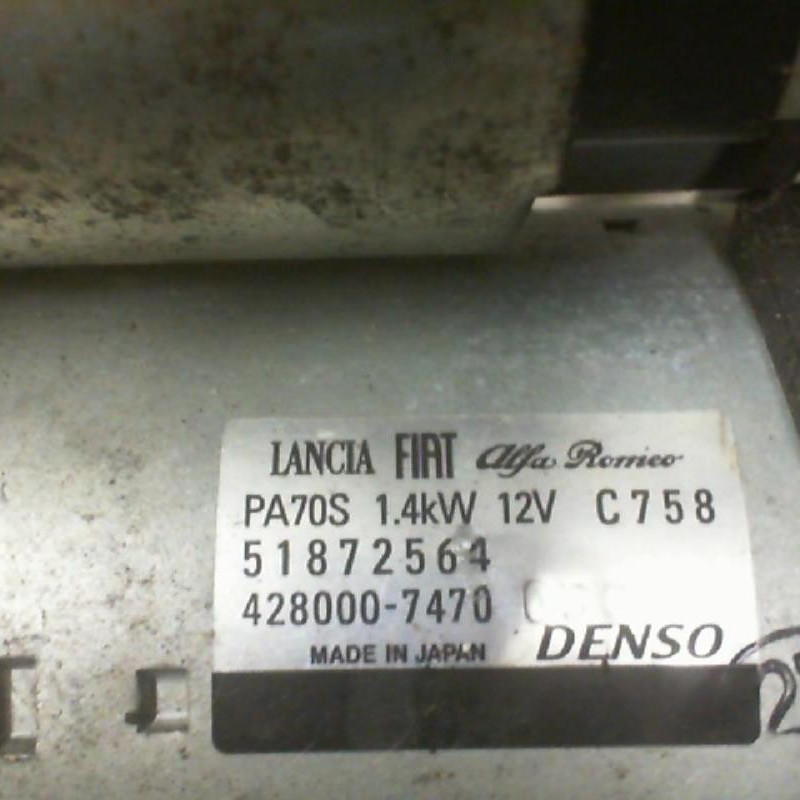 LANCIA FIAT Alfa Romeo
PA70S 1.4kW 12V C758
51872564
428000-7470
MADE IN JAPAN DENSO